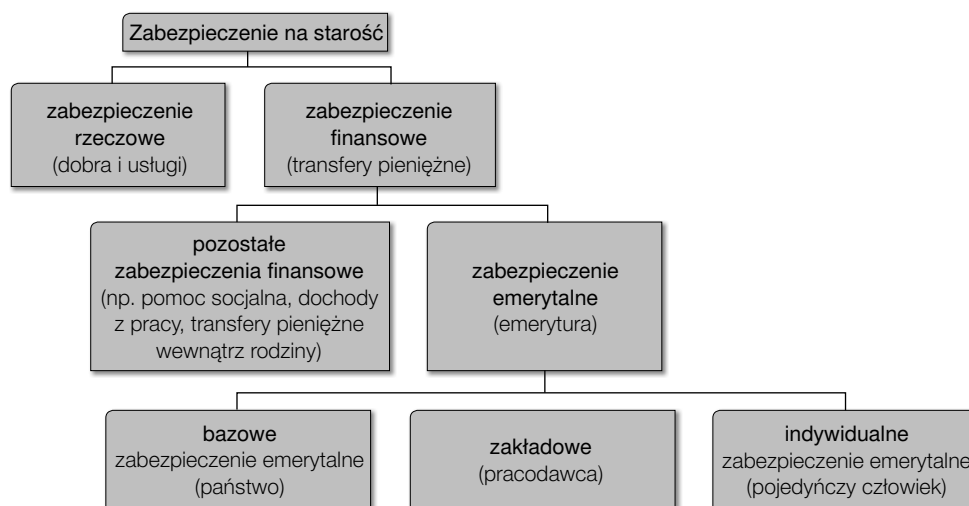 Zabezpieczenie na starość
zabezpieczenie
rzeczowe
(dobra i usługi)
zabezpieczenie
finansowe
(transfery pieniężne)
pozostałe
zabezpieczenia finansowe
(np. pomoc socjalna, dochody
z pracy, transfery pieniężne
wewnątrz rodziny)
zabezpieczenie
emerytalne
(emerytura)
bazowe
zabezpieczenie emerytalne
(państwo)
zakładowe
(pracodawca)
indywidualne
zabezpieczenie emerytalne
(pojedyńczy człowiek)